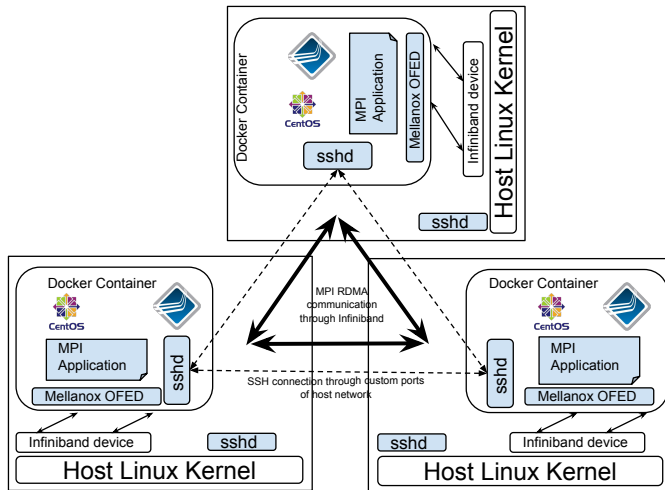 Docker Container
CentOS
MPI
Application
Mellanox OFED
Infiniband device
Host Linux Kernel
sshd
sshd
Docker Container
CentOS
MPI
Application
sshd
Mellanox OFED
Infiniband device
sshd
Host Linux Kernel
MPI RDMA
communication
through Infiniband
SSH connection through custom ports
of host network
Docker Container
CentOS
sshd
MPI
Application
Mellanox OFED
Infiniband device
sshd
Host Linux Kernel